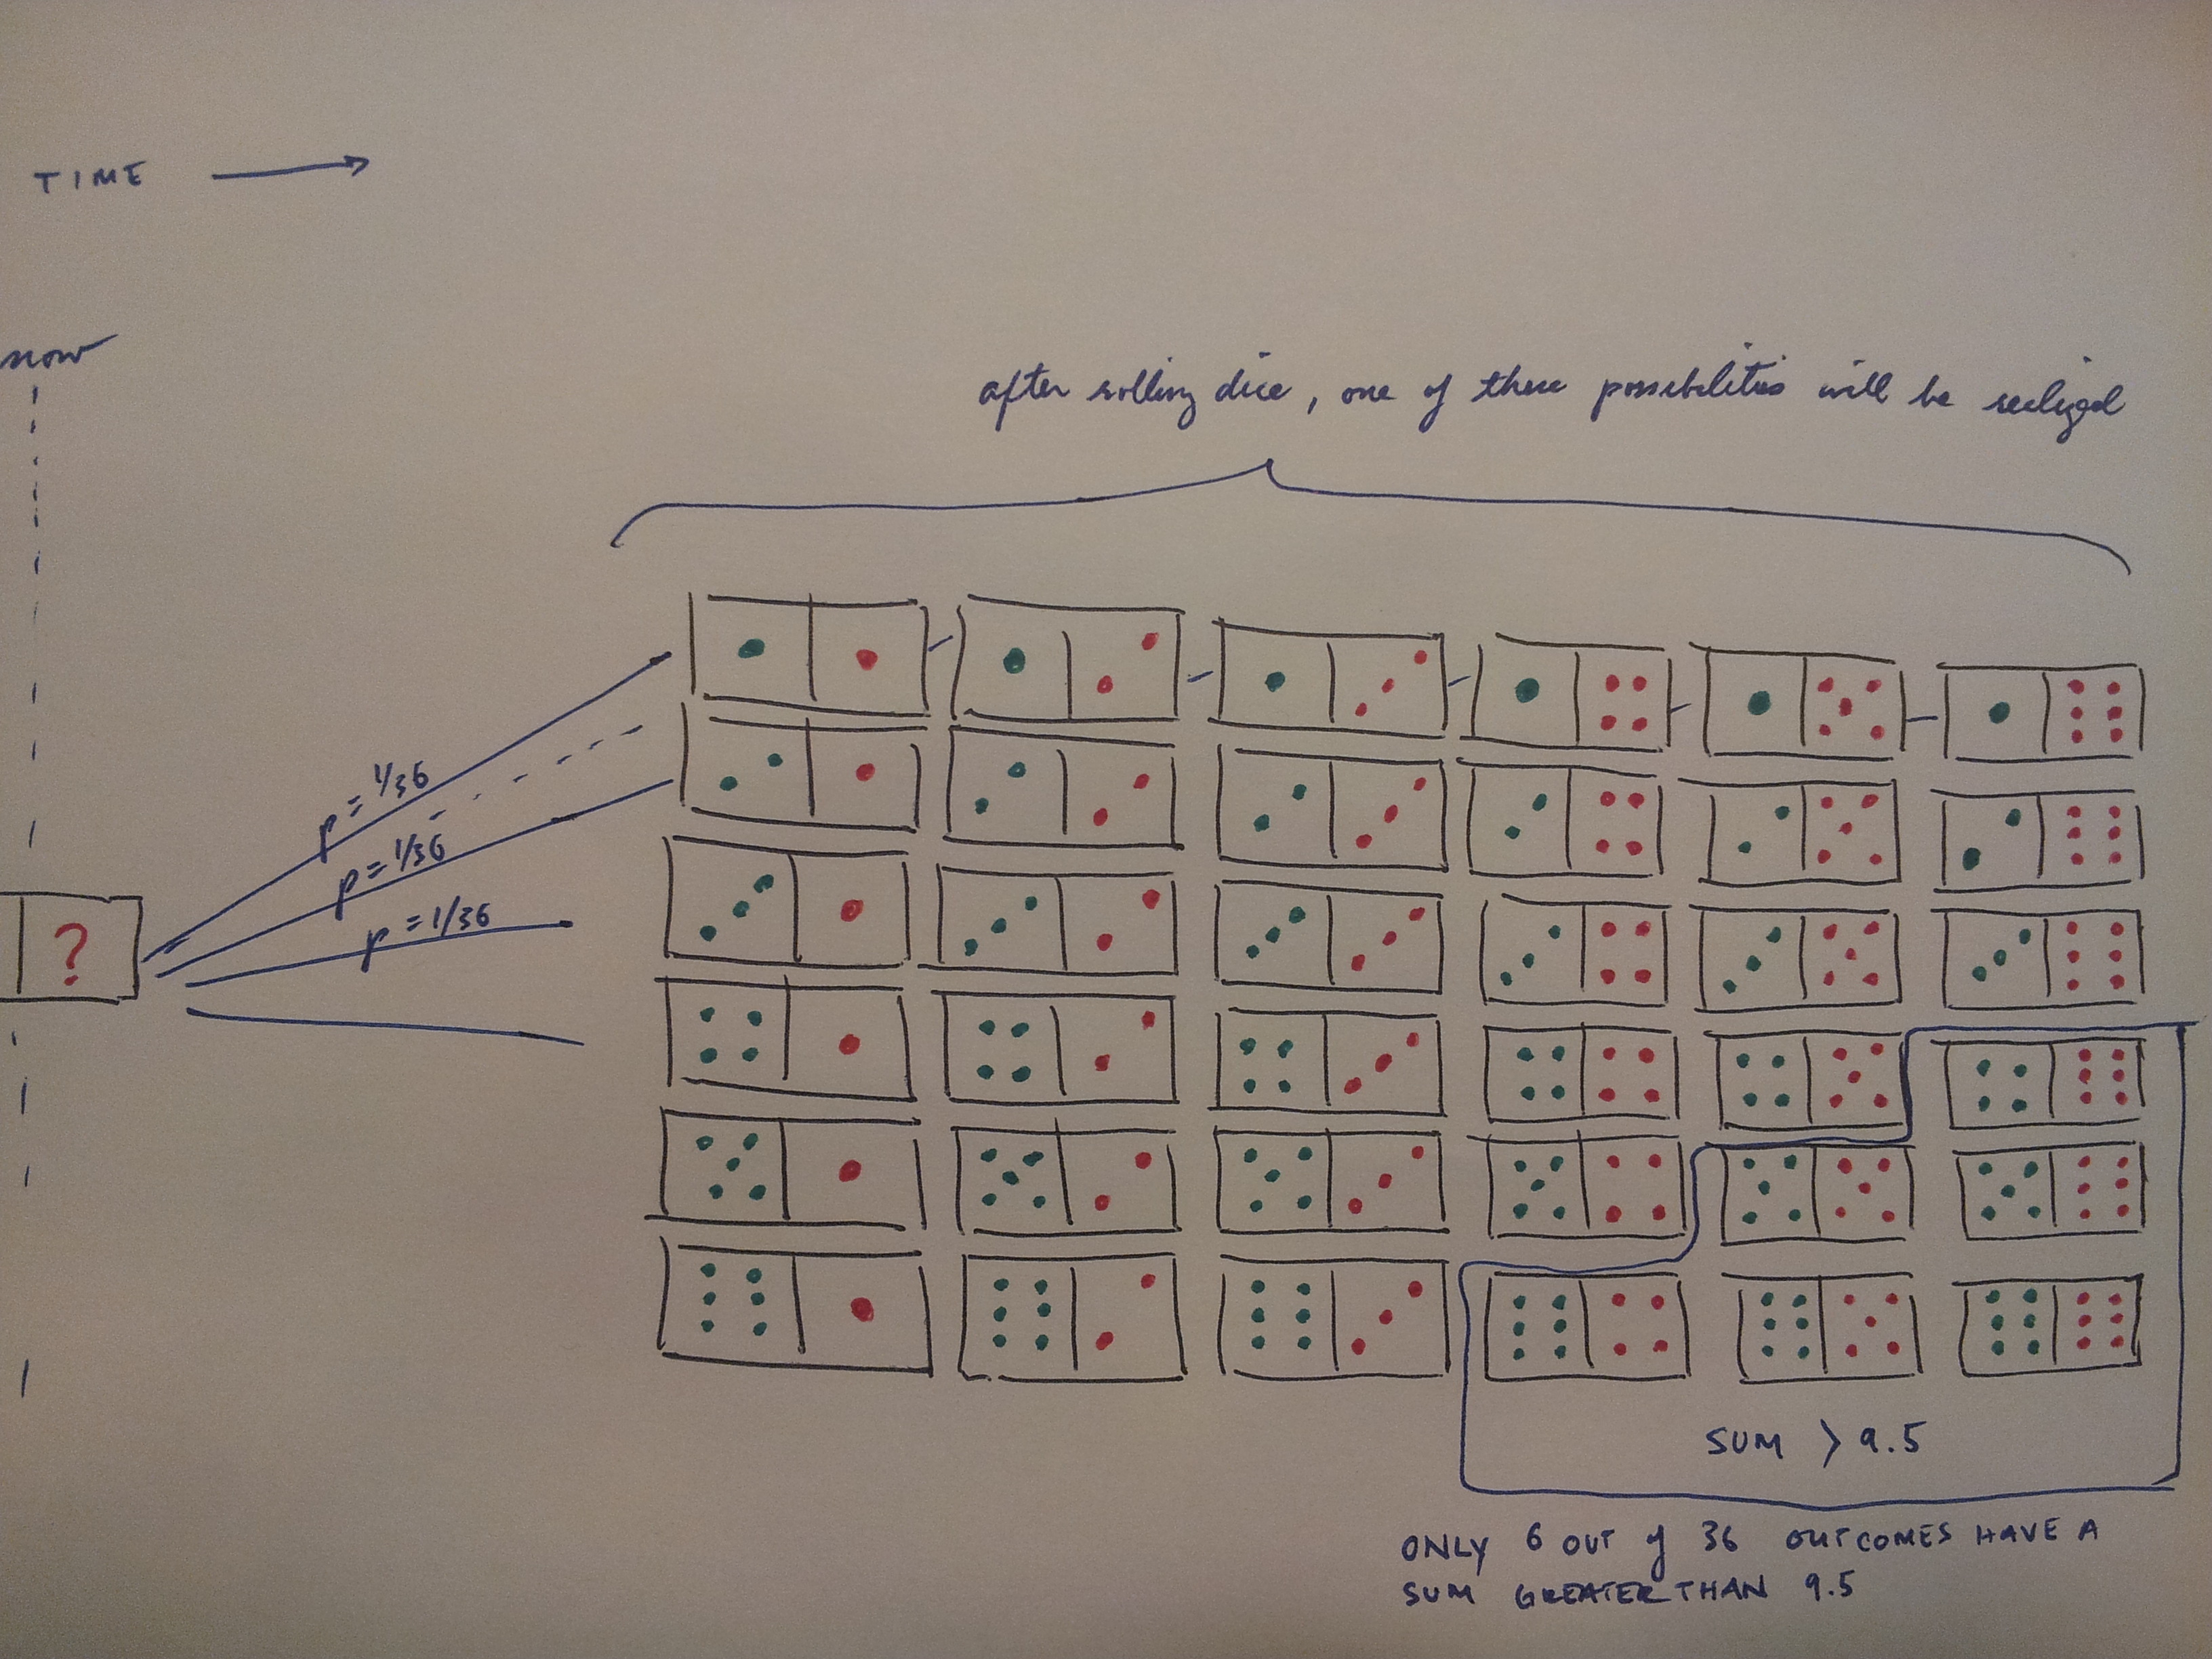 TIME
now
after rolling dice, one of these possibilities will be realized
p = 1/36
p = 1/36
p = 1/36
?
SUM > 9.5
ONLY 6 OUT of 36 OUTCOMES HAVE A
SUM GREATER THAN 9.5